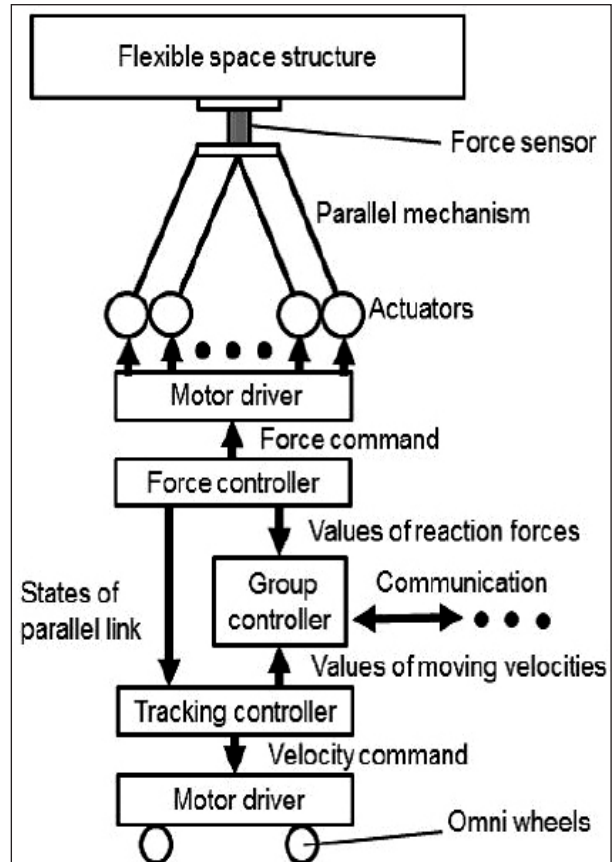 Flexible space structure
Force sensor
Parallel mechanism
Actuators
Motor driver
Force command
Force controller
Values of reaction forces
Group
controller
Communication
States of
parallel link
Values of moving velocities
Tracking controller
Velocity command
Motor driver
Omni wheels